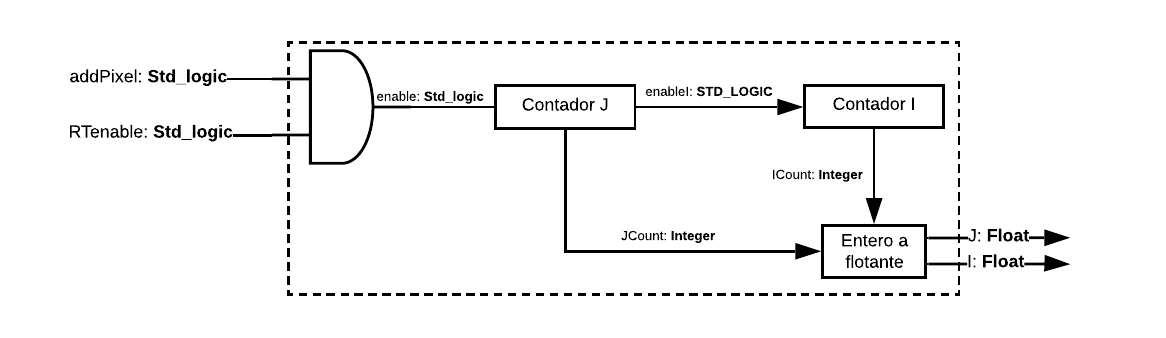 addPixel: Std_logic
RTenable: Std_logic
enable: Std_logic
Contador J
enableI: STD_LOGIC
Contador I
ICount: Integer
JCount: Integer
Entero a
flotante
J: Float
I: Float